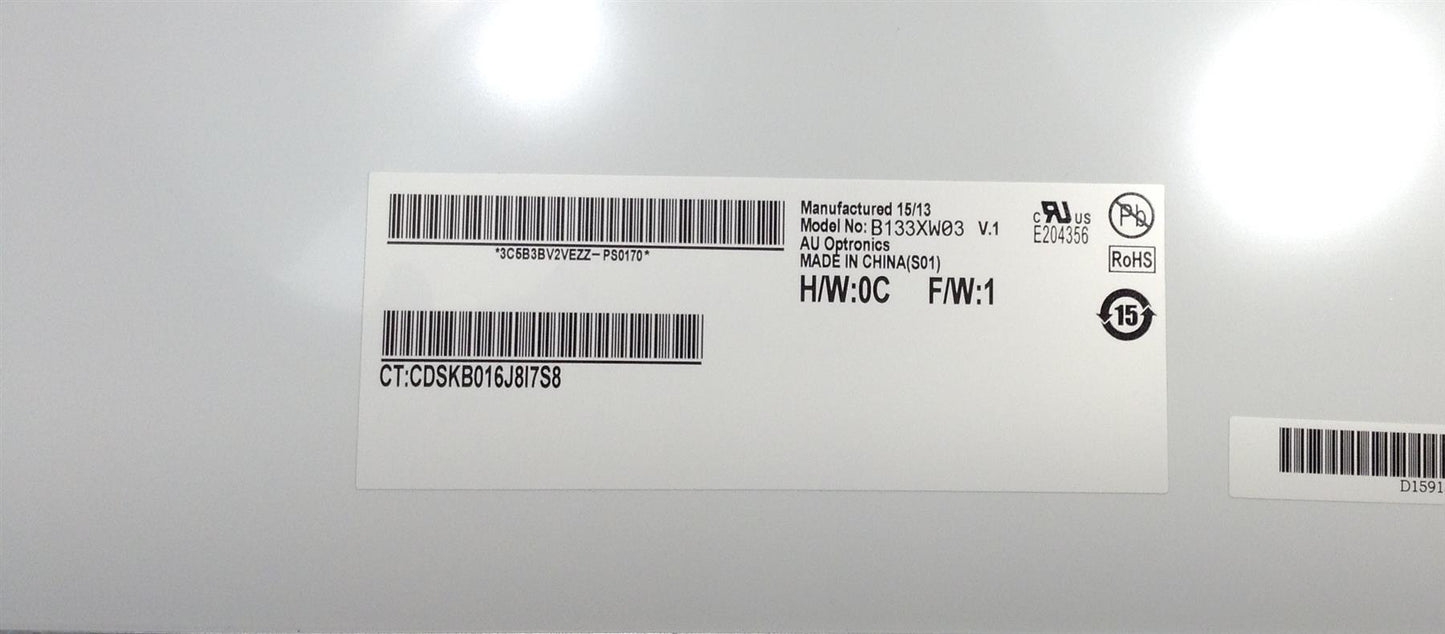 *3C5B3BV2VEZZ-PS0170*
CT:CDSKB016J8I7S8
Manufactured 15/13
Model No: B133XW03 V.1
AU Optronics
MADE IN CHINA(S01)
H/W:0C F/W:1
c RU US
E204356
Pb
RoHS
15
D1591